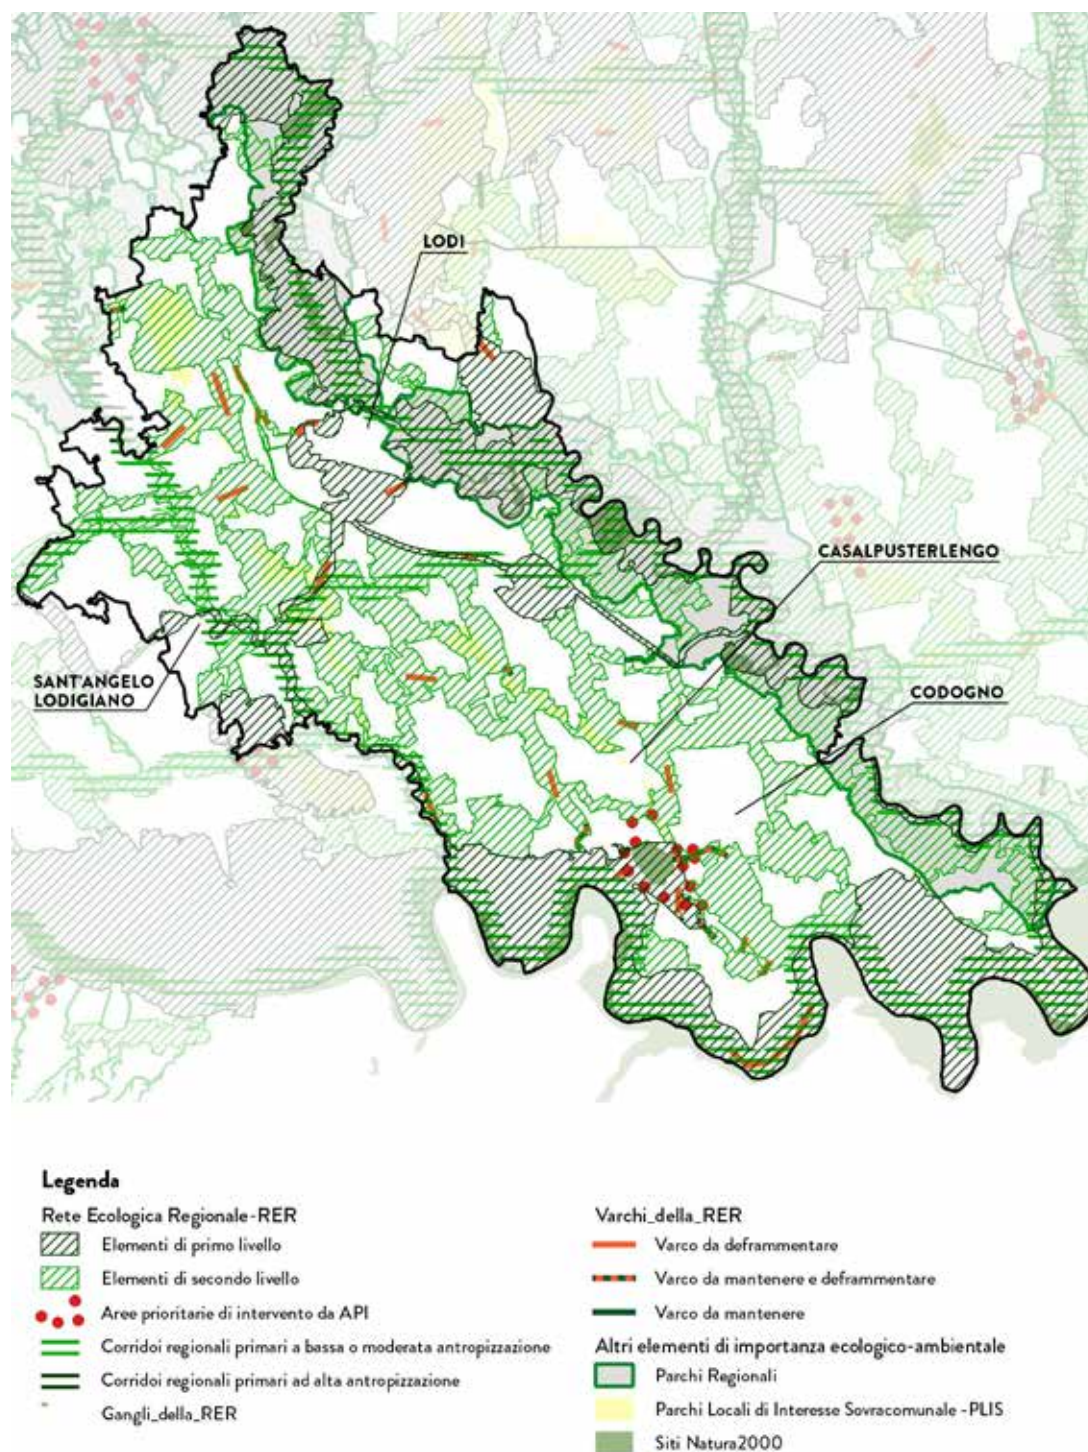 LODI
CASALPUSTERLENGO
SANT'ANGELO
LODIGIANO
CODOGNO
Legenda
Rete Ecologica Regionale-RER
Elementi di primo livello
Elementi di secondo livello
Aree prioritarie di intervento da API
Corridoi regionali primari a bassa o moderata antropizzazione
Corridoi regionali primari ad alta antropizzazione
Gangli_della_RER
Varchi_della_RER
Varco da deframmentare
Varco da mantenere e deframmentare
Varco da mantenere
Altri elementi di importanza ecologico-ambientale
Parchi Regionali
Parchi Locali di Interesse Sovracomunale -PLIS
Siti Natura2000